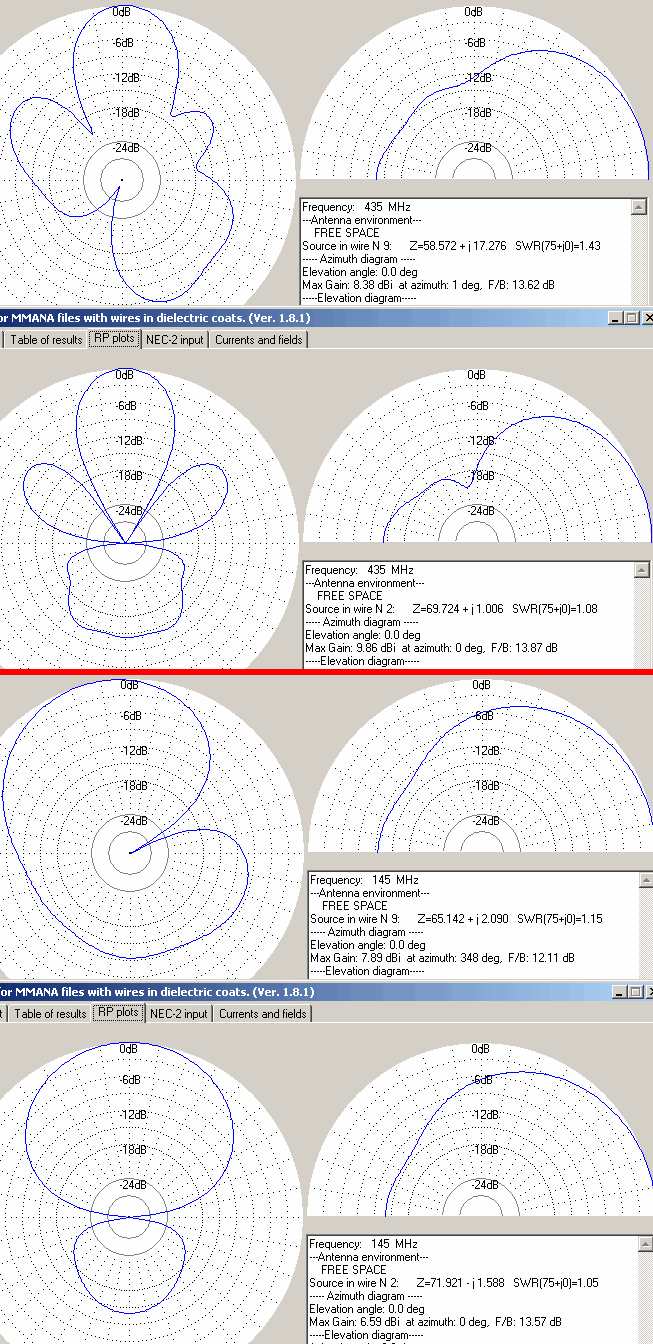 0dB
-6dB
-12dB
-18dB
-24dB
0dB
-6dB
-12dB
-18dB
-24dB
Frequency: 435 MHz
---Antenna environment---
FREE SPACE
Source in wire N 9: Z=58.572 + j 17.276 SWR(75+j0)=1.43
----- Azimuth diagram -----
Elevation angle: 0.0 deg
Max Gain: 8.38 dBi at azimuth: 1 deg, F/B: 13.62 dB
----Elevation diagram-----
or MMANA files with wires in dielectric coats. (Ver. 1.8.1)
Table of results RP plots NEC-2 input Currents and fields
0dB
-6dB
-12dB
-18dB
-24dB
0dB
-6dB
-12dB
-18dB
-24dB
Frequency: 435 MHz
---Antenna environment---
FREE SPACE
Source in wire N 2: Z=69.724 + j 1.006 SWR(75+j0)=1.08
----- Azimuth diagram -----
Elevation angle: 0.0 deg
Max Gain: 9.86 dBi at azimuth: 0 deg, F/B: 13.87 dB
----Elevation diagram-----
0dB
-6dB
-12dB
-18dB
-24dB
0dB
-6dB
-12dB
-18dB
-24dB
Frequency: 145 MHz
---Antenna environment---
FREE SPACE
Source in wire N 9: Z=65.142 + j 2.090 SWR(75+j0)=1.15
----- Azimuth diagram -----
Elevation angle: 0.0 deg
Max Gain: 7.89 dBi at azimuth: 348 deg, F/B: 12.11 dB
----Elevation diagram-----
or MMANA files with wires in dielectric coats. (Ver. 1.8.1)
t Table of results RP plots NEC-2 input Currents and fields
0dB
-6dB
-12dB
-18dB
-24dB
0dB
-6dB
-12dB
-18dB
-24dB
Frequency: 145 MHz
---Antenna environment---
FREE SPACE
Source in wire N 2: Z=71.921 - j 1.588 SWR(75+j0)=1.05
----- Azimuth diagram -----
Elevation angle: 0.0 deg
Max Gain: 6.59 dBi at azimuth: 0 deg, F/B: 13.57 dB